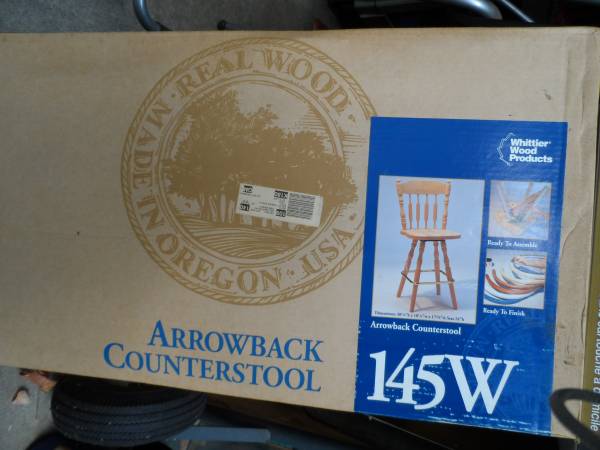 REAL WOOD
MADE IN OREGON · USA
ARROWBACK
COUNTERSTOOL
Whittier
Wood
Products
Ready To Assemble
Ready To Finish
Arrowback Counterstool
145W